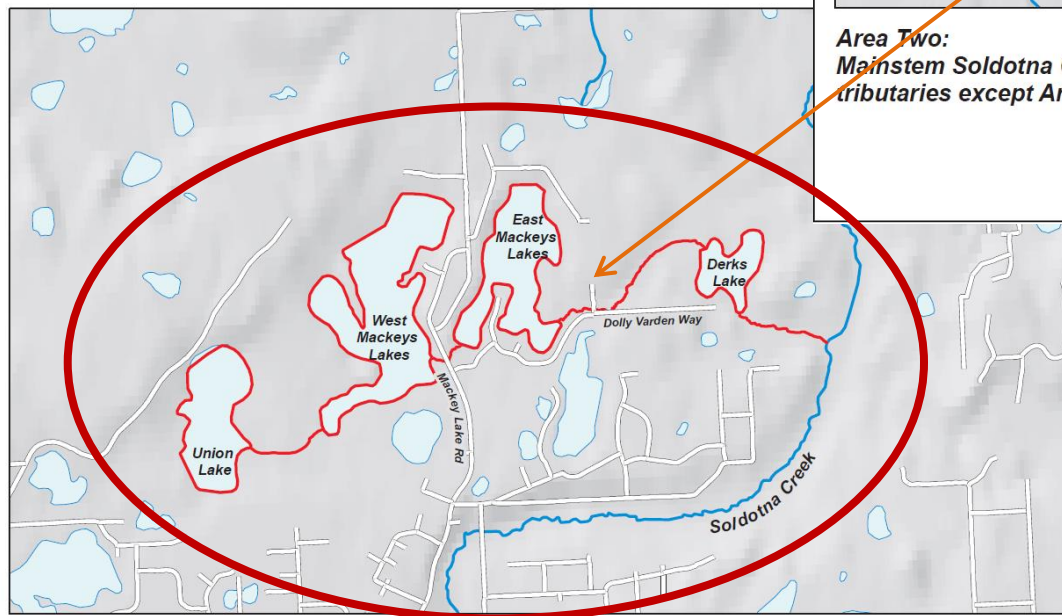 Area Two:
Mainstem Soldotna
tributaries except
East
Mackeys
Lakes
Derks
Lake
West
Mackeys
Lakes
Dolly Varden Way
Mackey Lake Rd
Union
Lake
Soldotna Creek